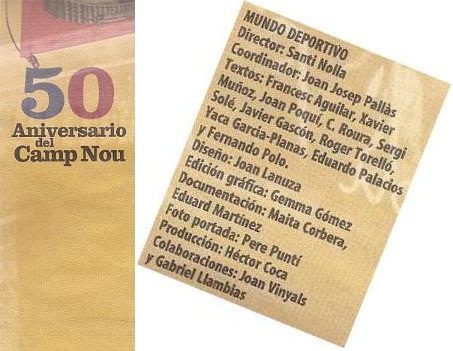 50
Aniversario
del
Camp Nou
MUNDO DEPORTIVO
Director: Santi Nolla
Coordinador: Joan Josep Pallàs
Textos: Francesc Aguilar, Xavier
Muñoz, Joan Poquí, C. Roura, Sergi
Solé, Javier Gascón, Roger Torelló,
Taca García-Planas, Eduardo Palacios
y Fernando Polo.
Diseño: Joan Lanuza
Edición gráfica: Gemma Gómez
Documentación: Maita Corbera,
Eduard Martínez
Foto portada: Pere Puntí
Producción: Héctor Coca
Colaboraciones: Joan Vinyals
y Gabriel Llambias